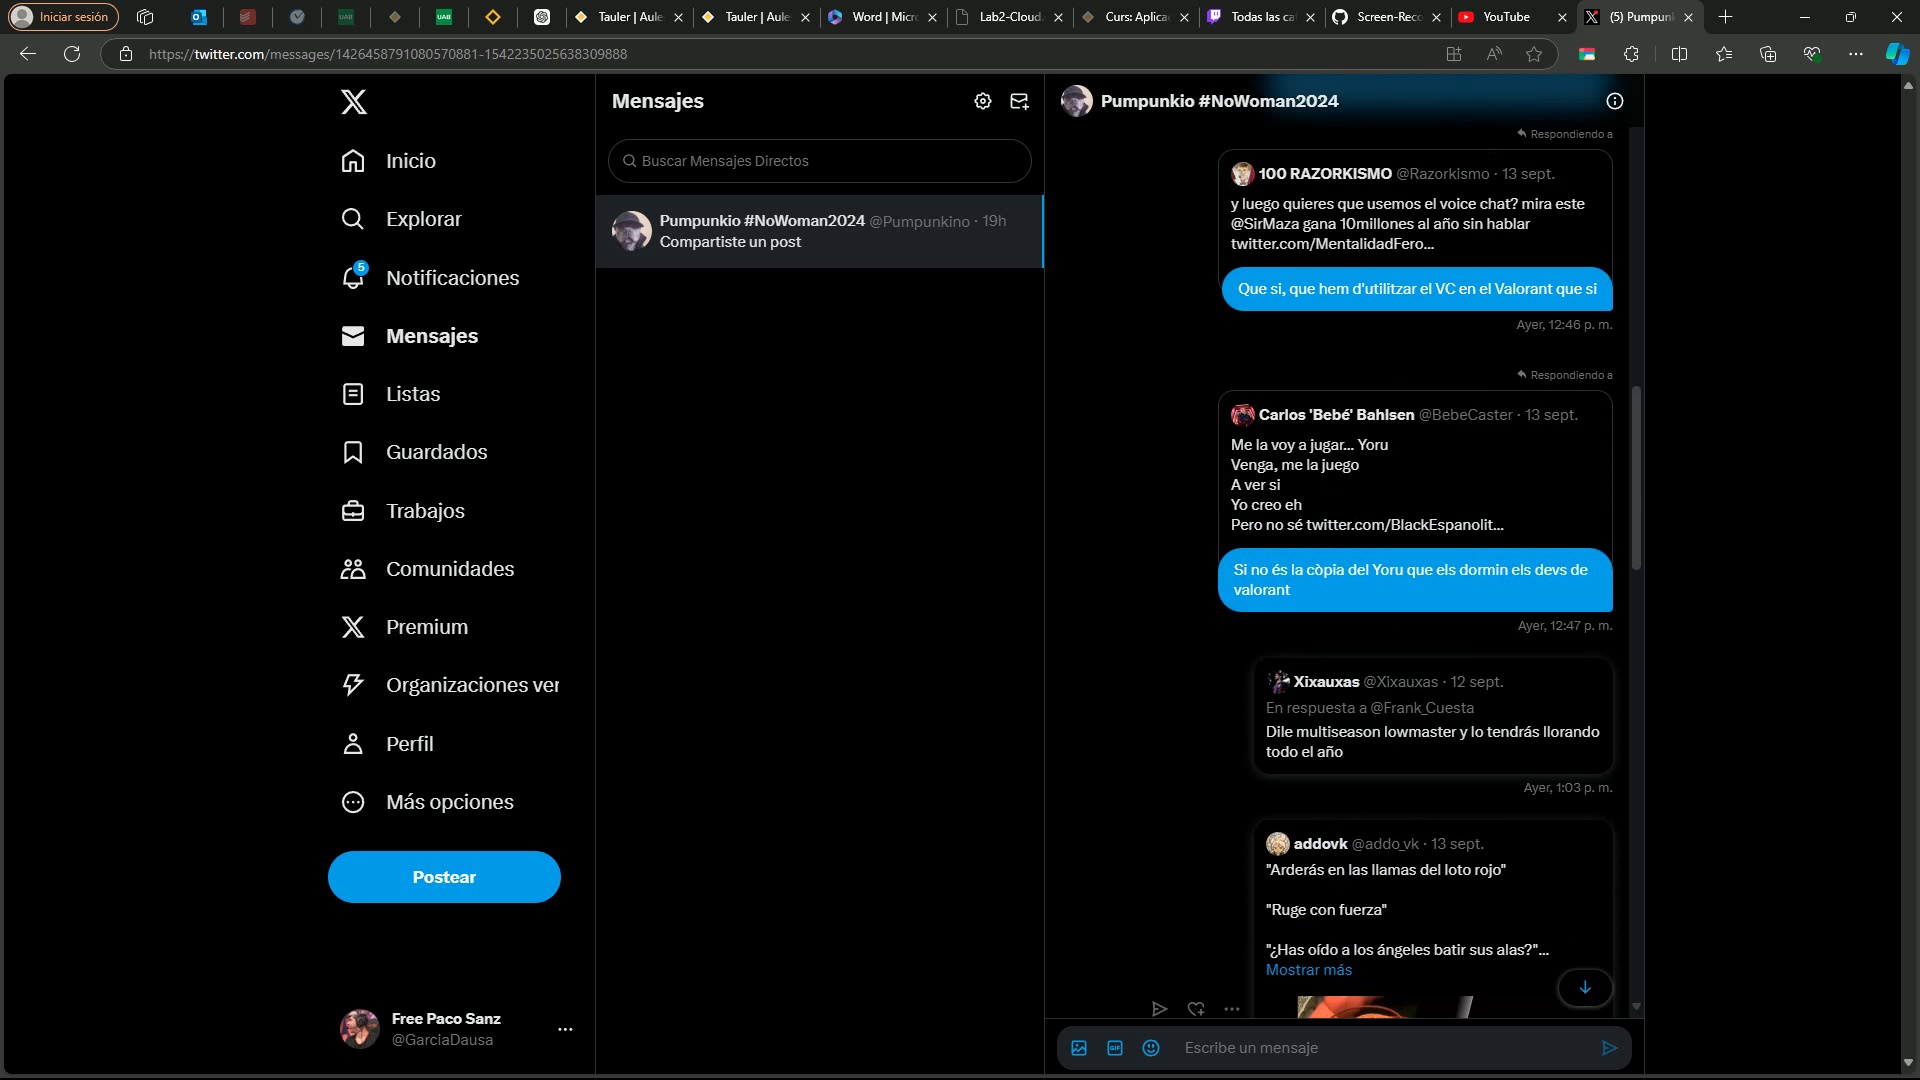 Iniciar sesión
Tauler | Aule
Tauler | Aule
Word | Micr
Lab2-Cloud.
Curs: Aplica
Todas las ca
Screen-Reco
YouTube
(5) Pumpun
https://twitter.com/messages/1426458791080570881-1542235025638309888
Inicio
Explorar
5
Notificaciones
Mensajes
Listas
Guardados
Trabajos
Comunidades
Premium
Organizaciones ver
Perfil
Más opciones
Postear
Free Paco Sanz
@GarciaDausa
Mensajes
Buscar Mensajes Directos
Pumpunkio #NoWoman2024 @Pumpunkino · 19h
Compartiste un post
Pumpunkio #NoWoman2024
Respondiendo a
100 RAZORKISMO @Razorkismo · 13 sept.
y luego quieres que usemos el voice chat? mira este
@SirMaza gana 10millones al año sin hablar
twitter.com/MentalidadFero...
Que si, que hem d'utilitzar el VC en el Valorant que si
Ayer, 12:46 p. m.
Respondiendo a
Carlos 'Bebé' Bahlsen @BebeCaster · 13 sept.
Me la voy a jugar... Yoru
Venga, me la juego
A ver si
Yo creo eh
Pero no sé twitter.com/BlackEspanolit...
Si no és la còpia del Yoru que els dormin els devs de
valorant
Ayer, 12:47 p. m.
Xixauxas @Xixauxas · 12 sept.
En respuesta a @Frank_Cuesta
Dile multiseason lowmaster y lo tendrás llorando
todo el año
Ayer, 1:03 p. m.
addovk @addo_vk · 13 sept.
"Arderás en las llamas del loto rojo"
"Ruge con fuerza"
"¿Has oído a los ángeles batir sus alas?"...
Mostrar más
GIF
Escribe un mensaje